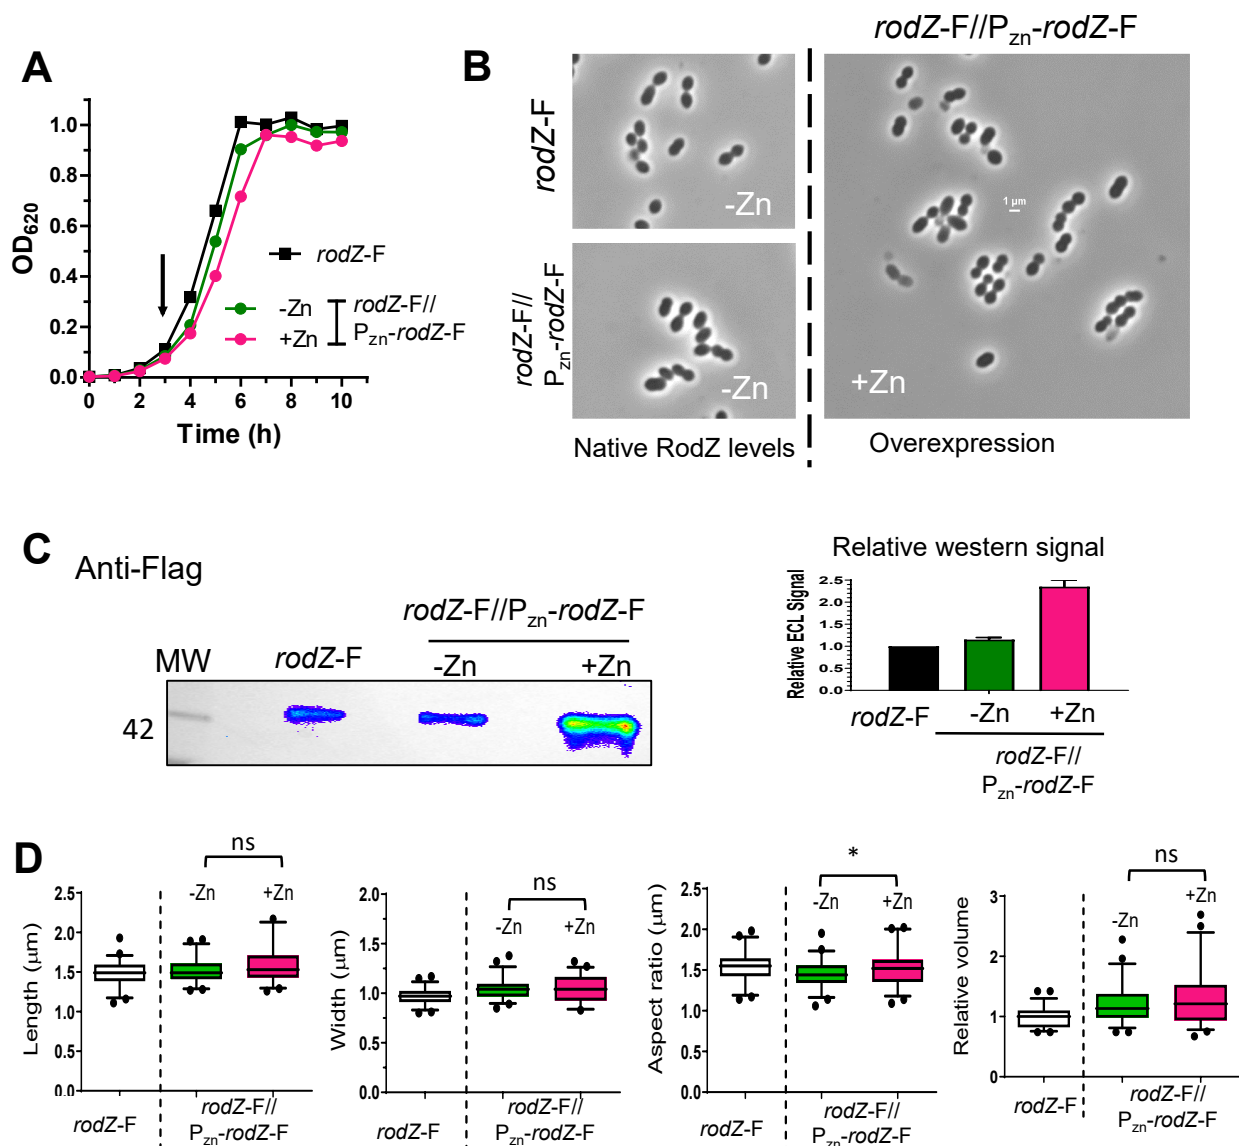 A
OD620
1.0
0.8
0.6
0.4
0.2
0.0
0 2 4 6 8 10
Time (h)
rodZ-F
-Zn
+Zn
rodZ-F//
Pzn-rodZ-F
B
rodZ-F//Pzn-rodZ-F
rodZ-F
-Zn
rodZ-F//
Pzn-rodZ-F
-Zn
1 µm
+Zn
Native RodZ levels
Overexpression
C
Anti-Flag
rodZ-F//Pzn-rodZ-F
MW rodZ-F -Zn +Zn
42
Relative western signal
Relative ECL Signal
2.5
2.0
1.5
1.0
0.5
0.0
rodZ-F -Zn +Zn
rodZ-F//
Pzn-rodZ-F
D
ns
-Zn +Zn
Length (µm)
2.5
2.0
1.5
1.0
0.5
0.0
rodZ-F
rodZ-F//
Pzn-rodZ-F
ns
-Zn +Zn
Width (µm)
2.0
1.5
1.0
0.5
0.0
rodZ-F
rodZ-F//
Pzn-rodZ-F
*
-Zn +Zn
Aspect ratio (µm)
2.5
2.0
1.5
1.0
0.5
0.0
rodZ-F
rodZ-F//
Pzn-rodZ-F
ns
-Zn +Zn
Relative volume
3
2
1
0
rodZ-F
rodZ-F//
Pzn-rodZ-F